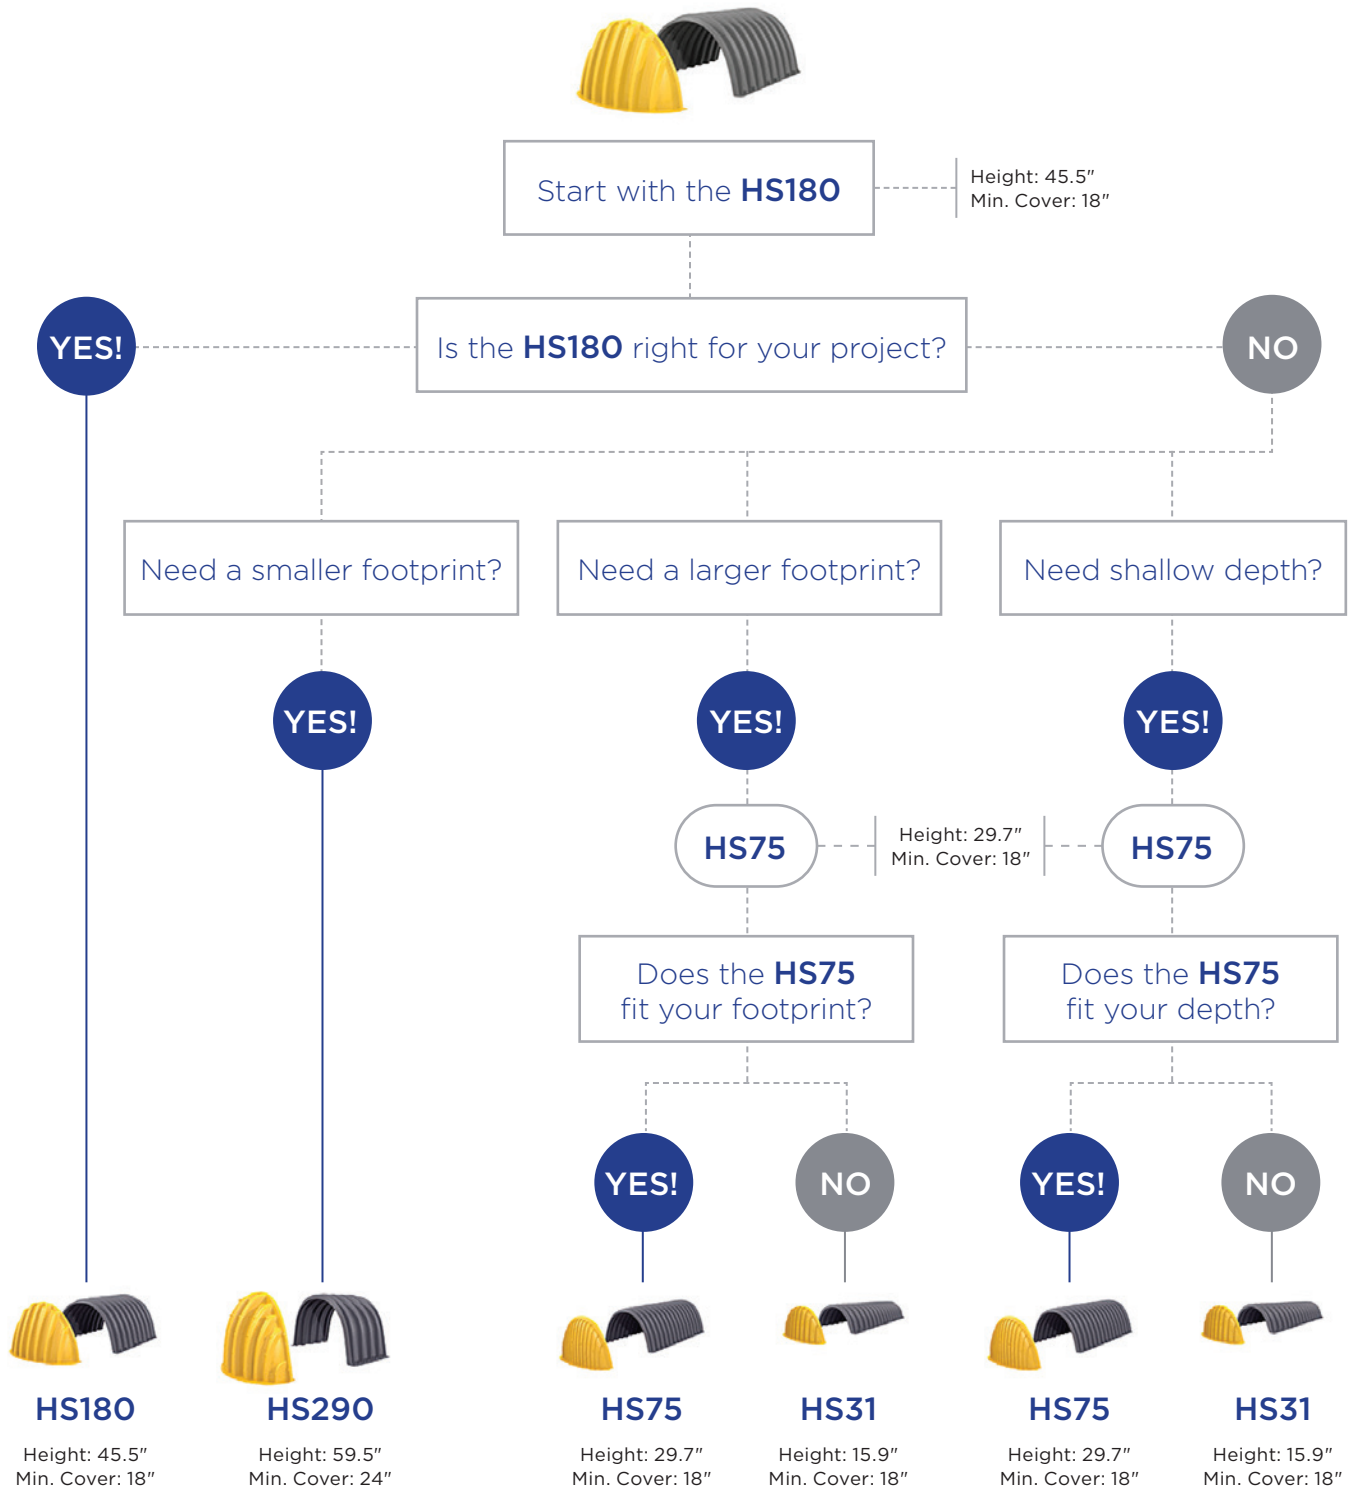 Start with the HS180
Height: 45.5"
Min. Cover: 18"
YES!
Is the HS180 right for your project?
NO
Need a smaller footprint?
Need a larger footprint?
Need shallow depth?
YES!
YES!
YES!
HS75
Height: 29.7"
Min. Cover: 18"
HS75
Does the HS75
fit your footprint?
Does the HS75
fit your depth?
YES!
NO
YES!
NO
HS180
Height: 45.5"
Min. Cover: 18"
HS290
Height: 59.5"
Min. Cover: 24"
HS75
Height: 29.7"
Min. Cover: 18"
HS31
Height: 15.9"
Min. Cover: 18"
HS75
Height: 29.7"
Min. Cover: 18"
HS31
Height: 15.9"
Min. Cover: 18"